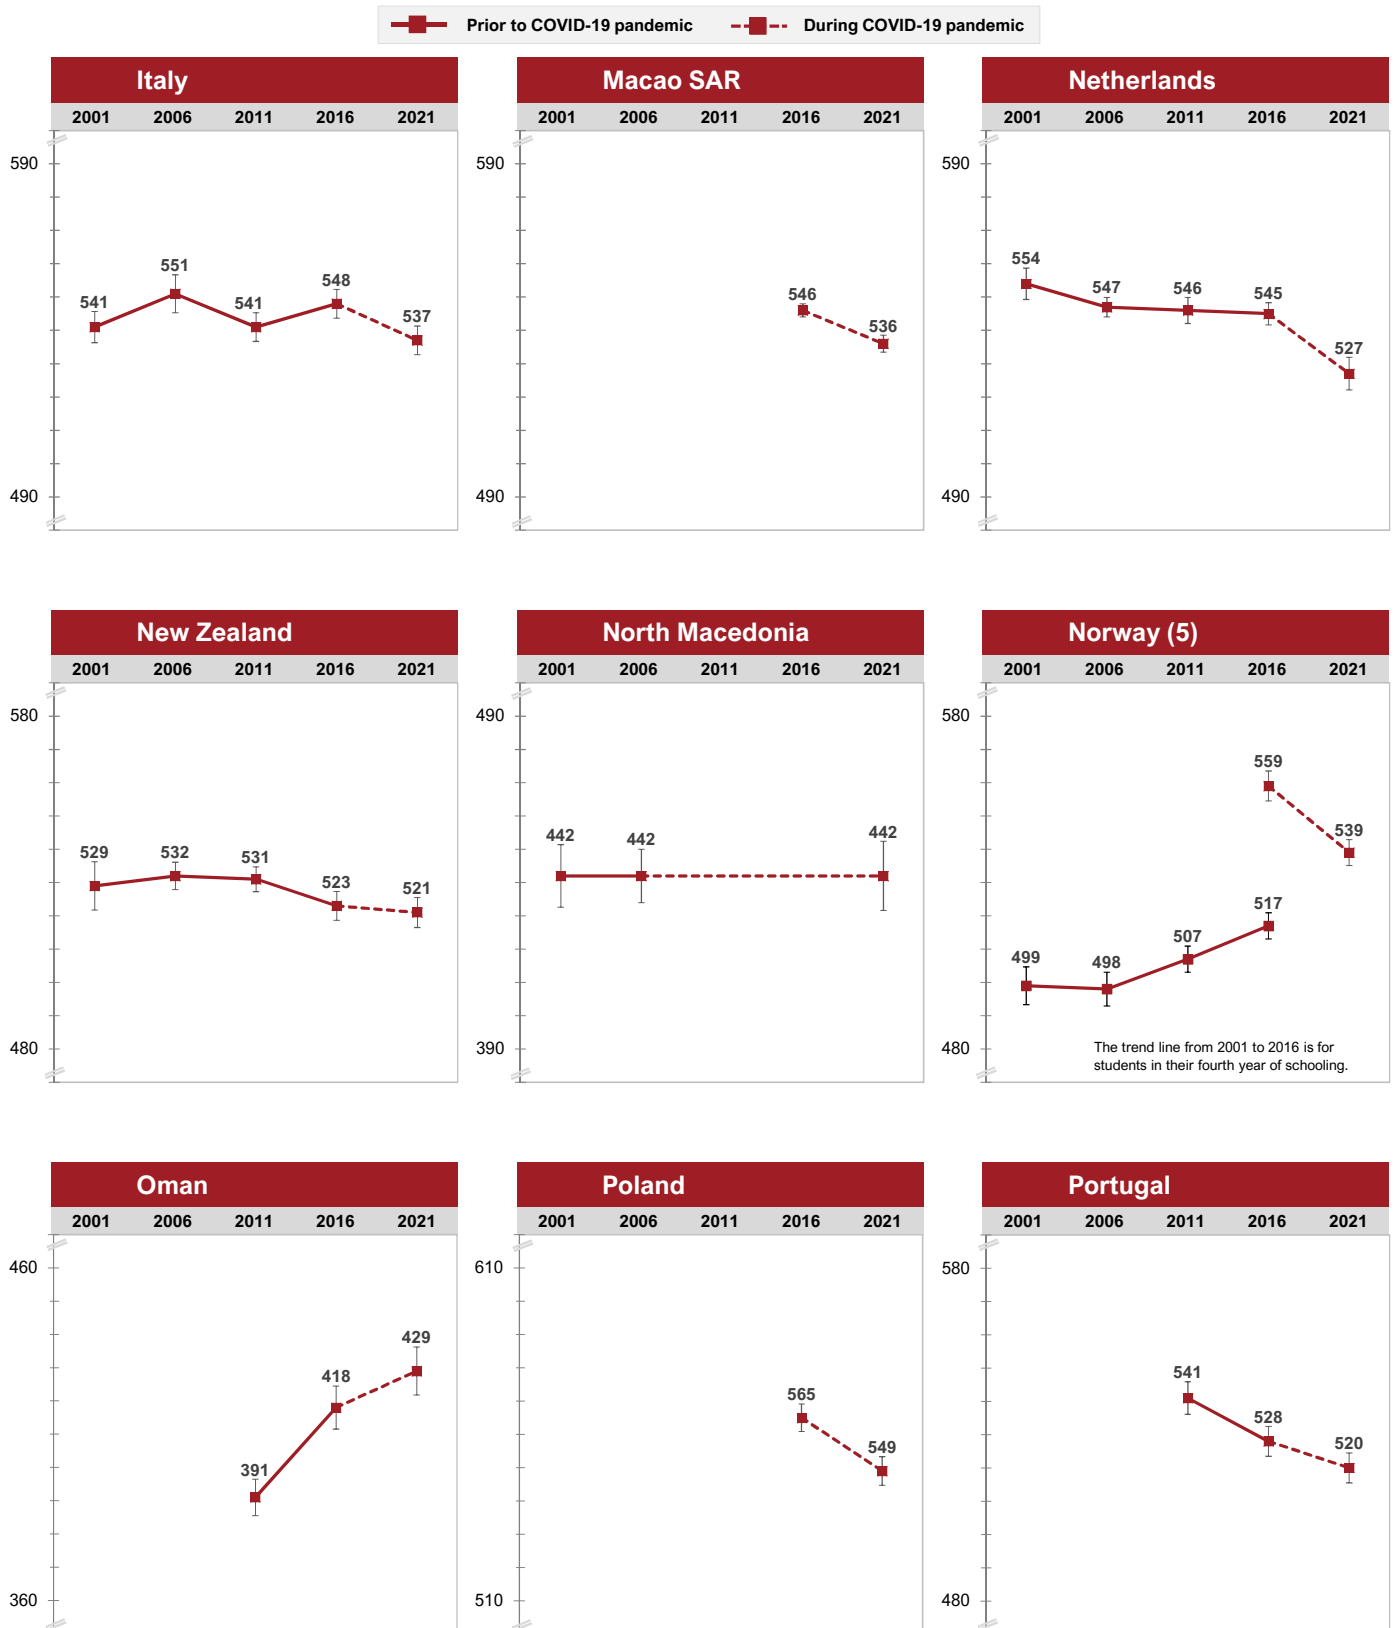 Prior to COVID-19 pandemic During COVID-19 pandemic
Italy
2001 2006 2011 2016 2021
590
541 551 541 548 537
490
Macao SAR
2001 2006 2011 2016 2021
590
546 536
490
Netherlands
2001 2006 2011 2016 2021
590
554 547 546 545 527
490
New Zealand
2001 2006 2011 2016 2021
580
529 532 531 523 521
480
North Macedonia
2001 2006 2011 2016 2021
490
442 442 442
390
Norway (5)
2001 2006 2011 2016 2021
580
559 539
499 498 507 517
480
The trend line from 2001 to 2016 is for
students in their fourth year of schooling.
Oman
2001 2006 2011 2016 2021
460
391 418 429
360
Poland
2001 2006 2011 2016 2021
610
565 549
510
Portugal
2001 2006 2011 2016 2021
580
541 528 520
480